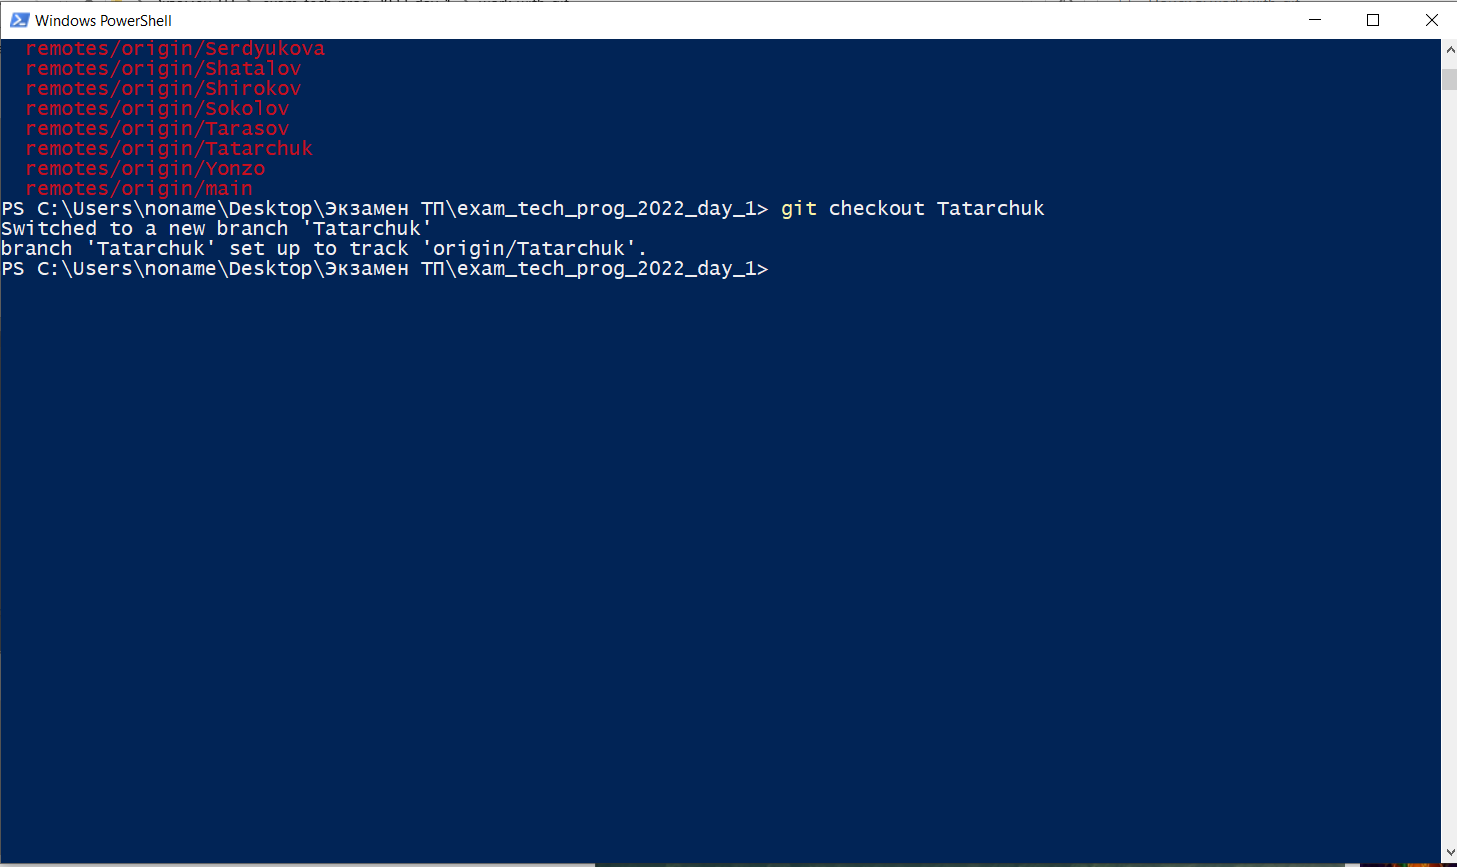 Windows PowerShell
remotes/origin/Serdyukova
remotes/origin/Shatalov
remotes/origin/Shirokov
remotes/origin/Sokolov
remotes/origin/Tarasov
remotes/origin/Tatarchuk
remotes/origin/Yonzo
remotes/origin/main
PS C:\Users\noname\Desktop\Экзамен ТП\exam_tech_prog_2022_day_1> git checkout Tatarchuk
Switched to a new branch 'Tatarchuk'
branch 'Tatarchuk' set up to track 'origin/Tatarchuk'.
PS C:\Users\noname\Desktop\Экзамен ТП\exam_tech_prog_2022_day_1>